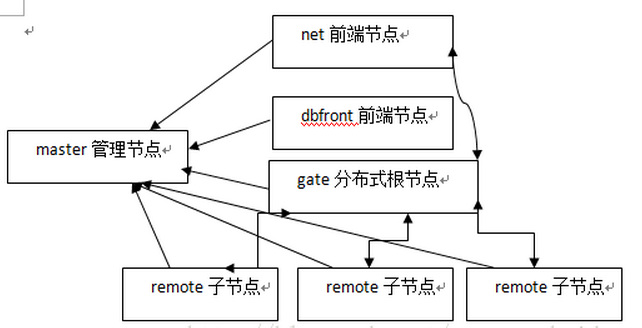 net 前端节点
dbfront 前端节点
master 管理节点
gate 分布式根节点
remote 子节点
remote 子节点
remote 子节点